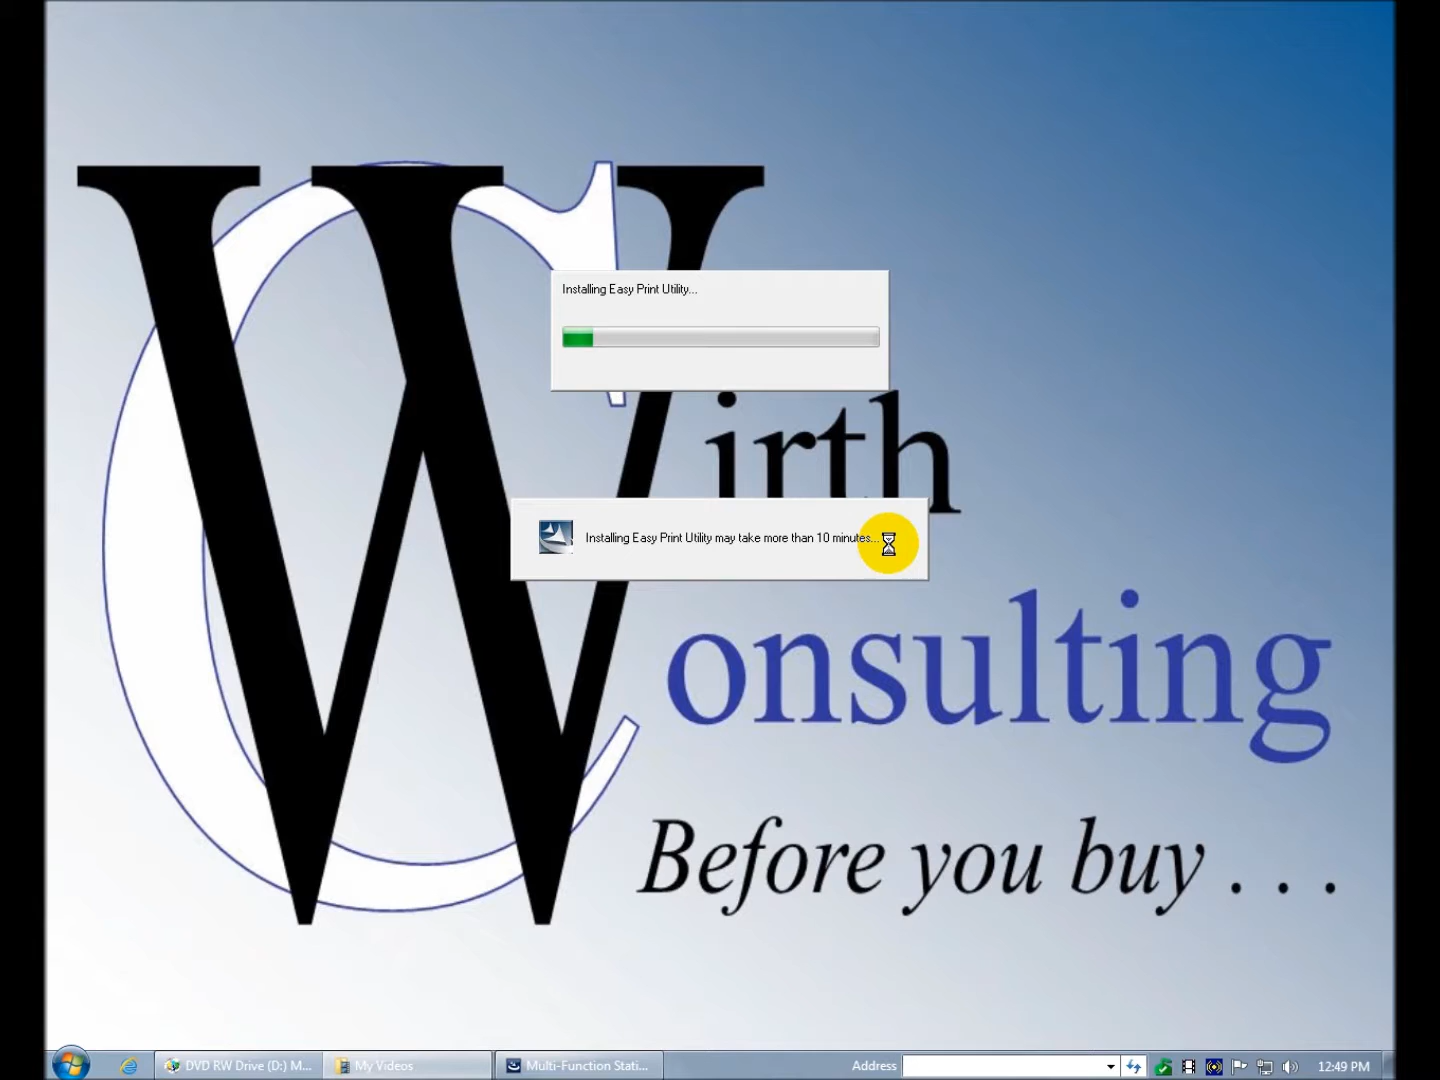 Installing Easy Print Utility...
Wirth
Installing Easy Print Utility may take more than 10 minutes...
Consulting
Before you buy . . .
DVD RW Drive (D:) M...
My Videos
Multi-Function Stati...
Address
12:49 PM